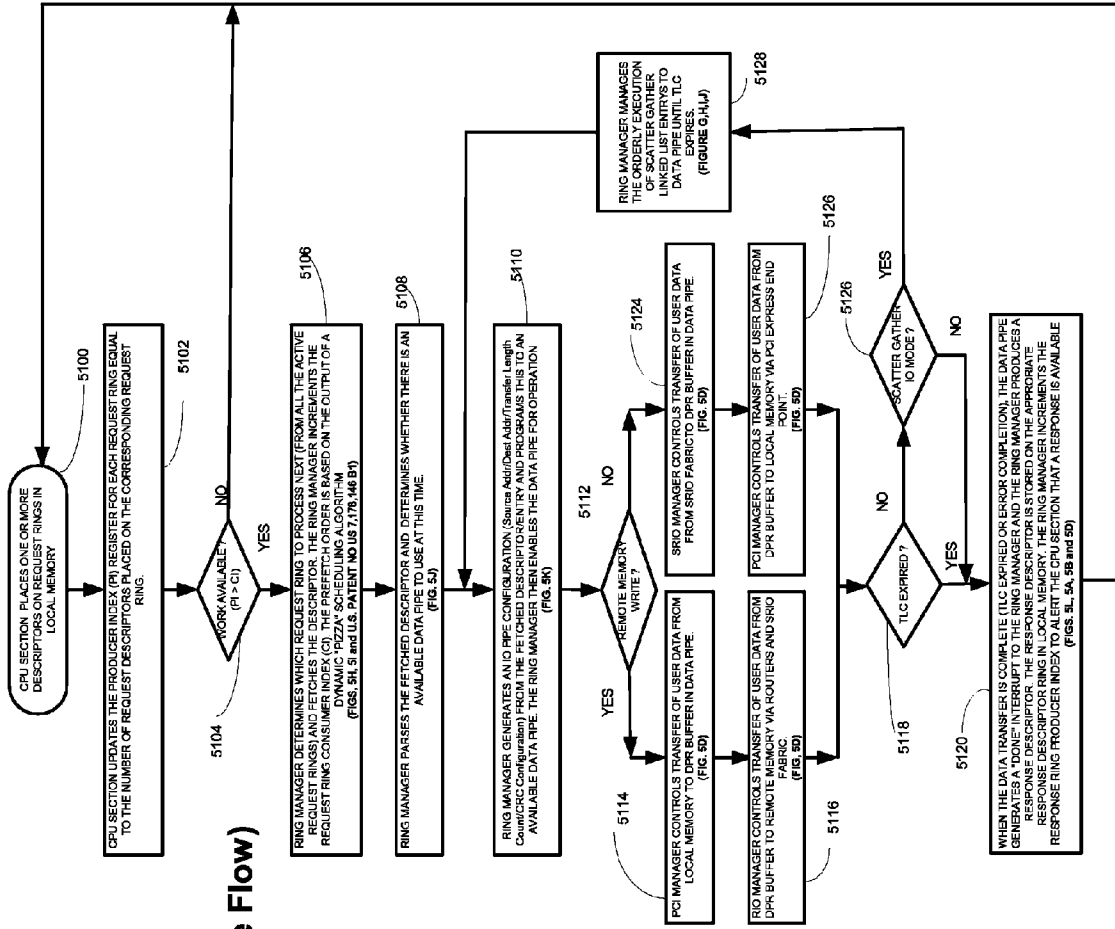 CPU SECTION PLACES ONE OR MORE
DESCRIPTORS ON REQUEST RINGS IN
LOCAL MEMORY
5100
CPU SECTION UPDATES THE PRODUCER INDEX (PI) REGISTER FOR EACH REQUEST RING EQUAL
TO THE NUMBER OF REQUEST DESCRIPTORS PLACED ON THE CORRESPONDING REQUEST
RING.
5102
WORK AVAILABLE ?
(PI > CI)
NO
YES
5104
RING MANAGER DETERMINES WHICH REQUEST RING TO PROCESS NEXT (FROM ALL THE ACTIVE
REQUEST RINGS) AND FETCHES THE DESCRIPTOR. THE RING MANAGER INCREMENTS THE
REQUEST RING CONSUMER INDEX (CI). THE PREFETCH ORDER IS BASED ON THE OUTPUT OF A
DYNAMIC "PIZZA" SCHEDULING ALGORITHM
(FIGS, 5H, 5I and U.S. PATENT NO US 7,176,146 B1)
5106
e Flow)
RING MANAGER PARSES THE FETCHED DESCRIPTOR AND DETERMINES WHETHER THERE IS AN
AVAILABLE DATA PIPE TO USE AT THIS TIME.
(FIG. 5J)
5108
RING MANAGER GENERATES AN IO PIPE CONFIGURATION (Source Addr/Dest Addr/Transfer Length
Count/CRC Configuration) FROM THE FETCHED DESCRIPTOR/ENTRY AND PROGRAMS THIS TO AN
AVAILABLE DATA PIPE. THE RING MANAGER THEN ENABLES THE DATA PIPE FOR OPERATION
(FIG. 5K)
5110
RING MANAGER MANAGES
THE ORDERLY EXECUTION
OF SCATTER GATHER
LINKED LIST ENTRYS TO
DATA PIPE UNTIL TLC
EXPIRES.
(FIGURE G,H,I,J)
5128
REMOTE MEMORY
WRITE ?
5112
YES
NO
PCI MANAGER CONTROLS TRANSFER OF USER DATA FROM
LOCAL MEMORY TO DPR BUFFER IN DATA PIPE.
(FIG. 5D)
5114
SRIO MANAGER CONTROLS TRANSFER OF USER DATA
FROM SRIO FABRICTO DPR BUFFER IN DATA PIPE.
(FIG. 5D)
5124
RIO MANAGER CONTROLS TRANSFER OF USER DATA FROM
DPR BUFFER TO REMOTE MEMORY VIA ROUTERS AND SRIO
FABRIC.
(FIG, 5D)
5116
PCI MANAGER CONTROLS TRANSFER OF USER DATA FROM
DPR BUFFER TO LOCAL MEMORY VIA PCI EXPRESS END
POINT.
(FIG. 5D)
5126
TLC EXPIRED ?
5118
NO
YES
SCATTER GATHER
IO MODE ?
5126
YES
NO
WHEN THE DATA TRANSFER IS COMPLETE (TLC EXPIRED OR ERROR COMPLETION), THE DATA PIPE
GENERATES A "DONE" INTERRUPT TO THE RING MANAGER AND THE RING MANAGER PRODUCES A
RESPONSE DESCRIPTOR. THE RESPONSE DESCRIPTOR IS STORED ON THE APPORIATE
RESPONSE DESCRIPTOR RING IN LOCAL MEMORY. THE RING MANAGER INCREMENTS THE
RESPONSE RING PRODUCER INDEX TO ALERT THE CPU SECTION THAT A RESPONSE IS AVAILABLE
(FIGS. 5L, 5A, 5B and 5D)
5120